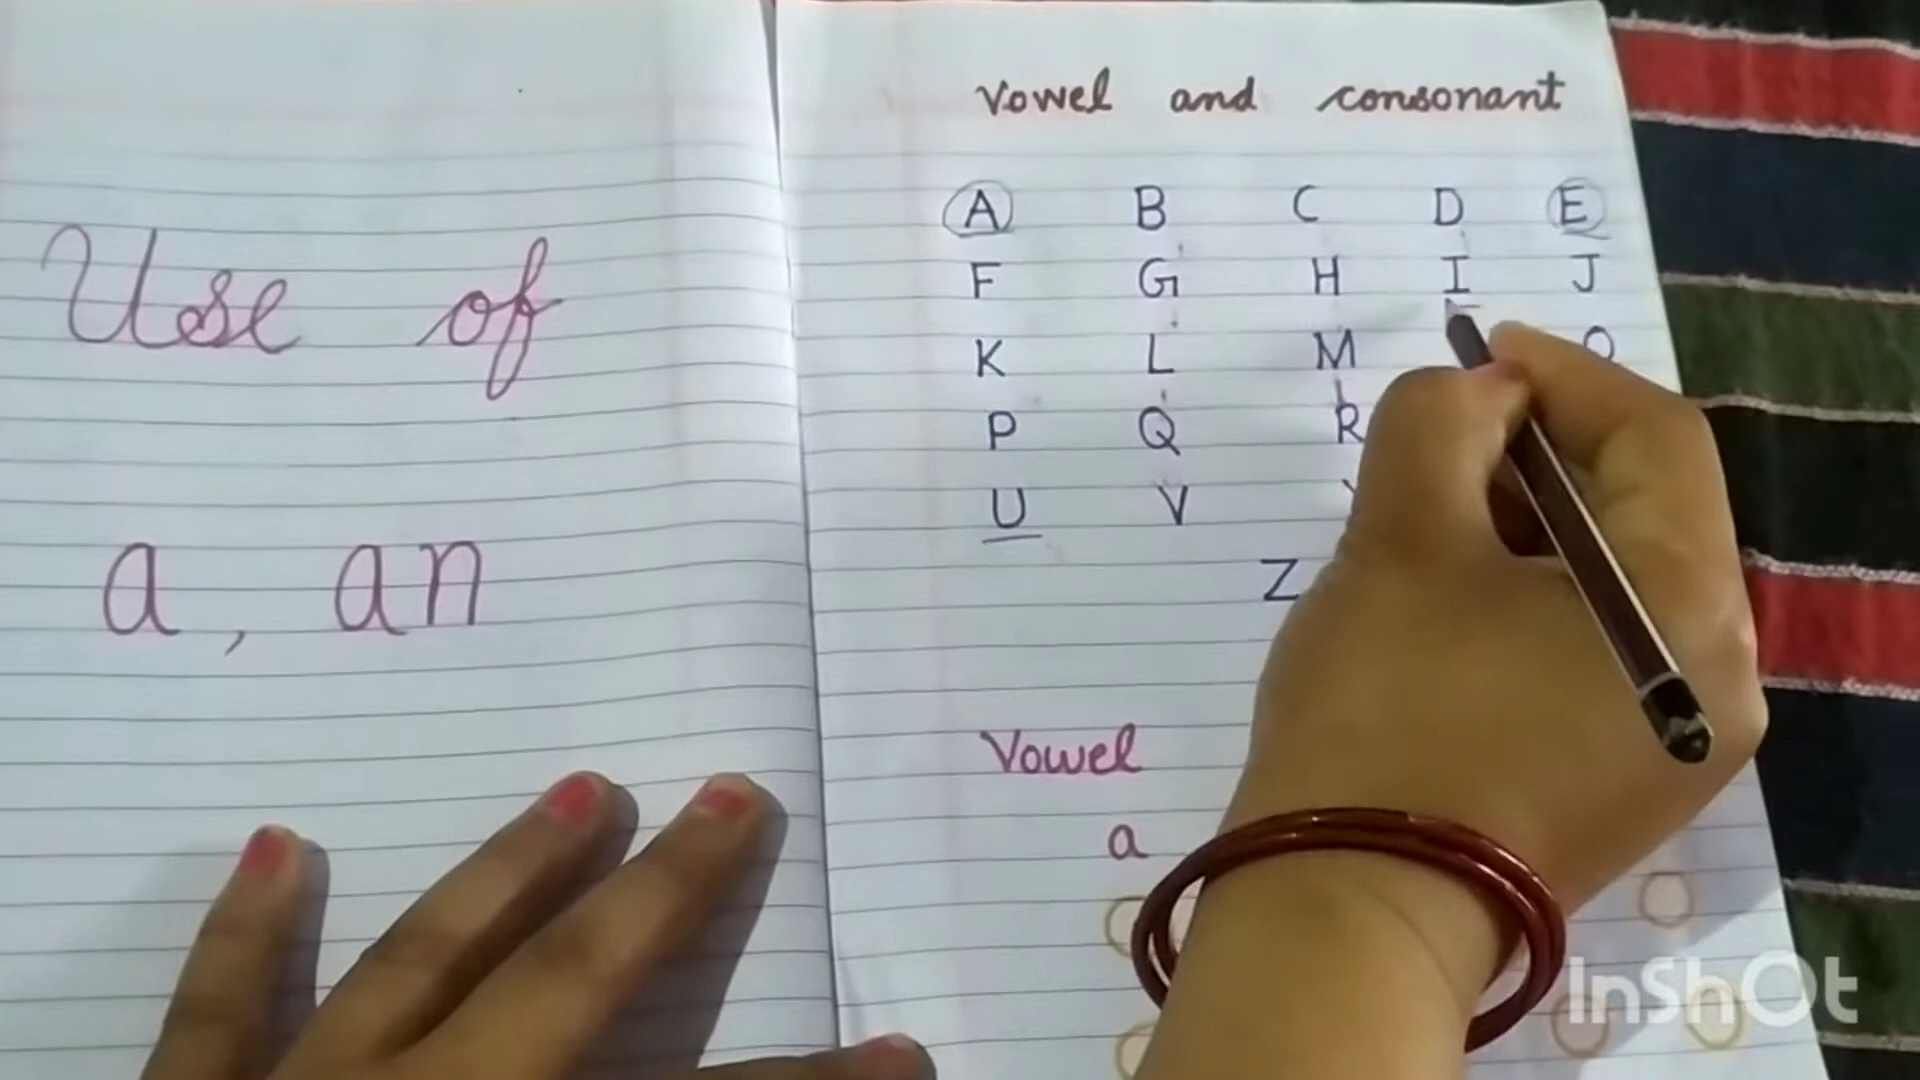 Use of
a, an
Vowel and consonant
A B C D E
F G H I J
K L M O
P Q R
U V
Z
Vowel
a
InShOt